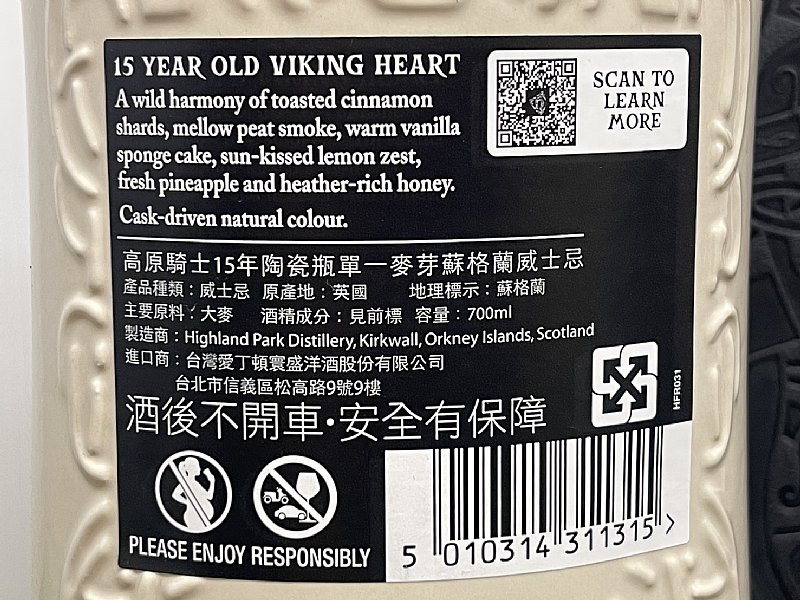 15 YEAR OLD VIKING HEART
A wild harmony of toasted cinnamon
shards, mellow peat smoke, warm vanilla
sponge cake, sun-kissed lemon zest,
fresh pineapple and heather-rich honey.
Cask-driven natural colour.
SCAN TO
LEARN
MORE
高原騎士15年陶瓷瓶單一麥芽蘇格蘭威士忌
產品種類：威士忌 原產地：英國 地理標示：蘇格蘭
主要原料：大麥 酒精成分：見前標 容量：700ml
製造商：Highland Park Distillery, Kirkwall, Orkney Islands, Scotland
進口商：台灣愛丁頓寰盛洋酒股份有限公司
台北市信義區松高路9號9樓
酒後不開車•安全有保障
HFR031
PLEASE ENJOY RESPONSIBLY
5 010314 311315 >